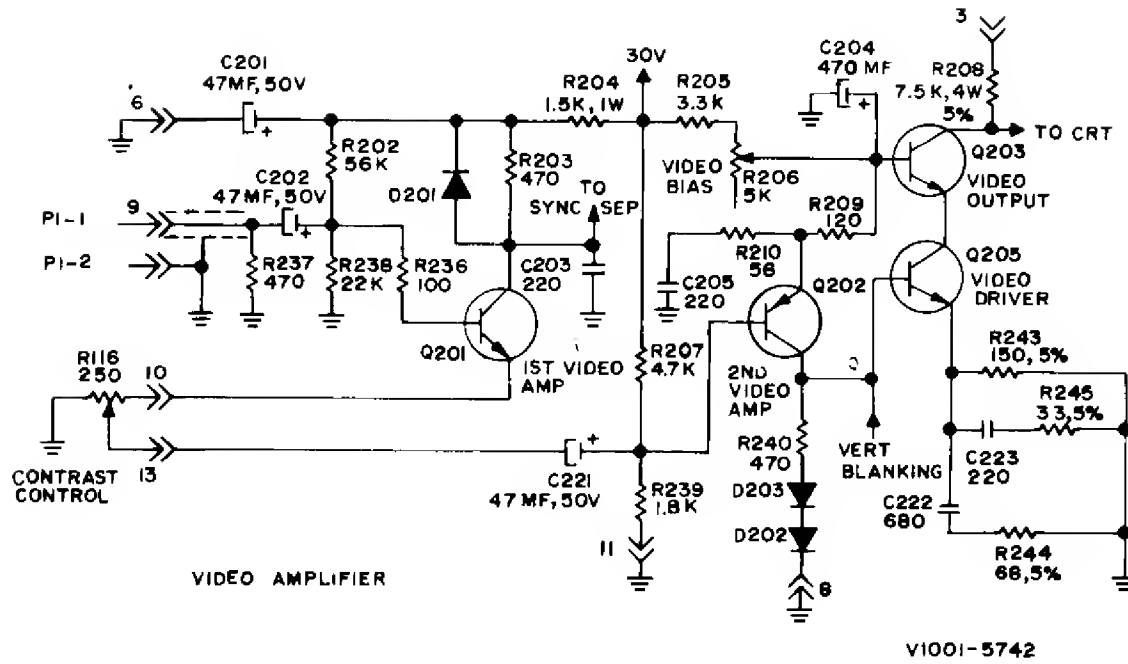 3
C201
47MF,50V
6
30V
R204
1.5K, 1W
R205
3.3K
C204
470 MF
R208
7.5K, 4W
5%
TO CRT
R202
56K
D201
R203
470
TO
SYNC SEP
VIDEO
BIAS
R206
5K
Q203
VIDEO
OUTPUT
C202
47MF, 50V
P1-1
9
P1-2
R237
470
R238
22K
R236
100
C203
220
R209
120
R210
56
C205
220
Q202
Q205
VIDEO
DRIVER
Q201
1ST VIDEO
AMP
R207
4.7K
2ND
VIDEO
AMP
R243
150, 5%
R245
33,5%
R116
250
10
13
CONTRAST
CONTROL
C221
47 MF, 50V
R240
470
VERT
BLANKING
C223
220
R239
1.8K
D203
D202
C222
680
R244
68,5%
11
8
VIDEO AMPLIFIER
V1001-5742